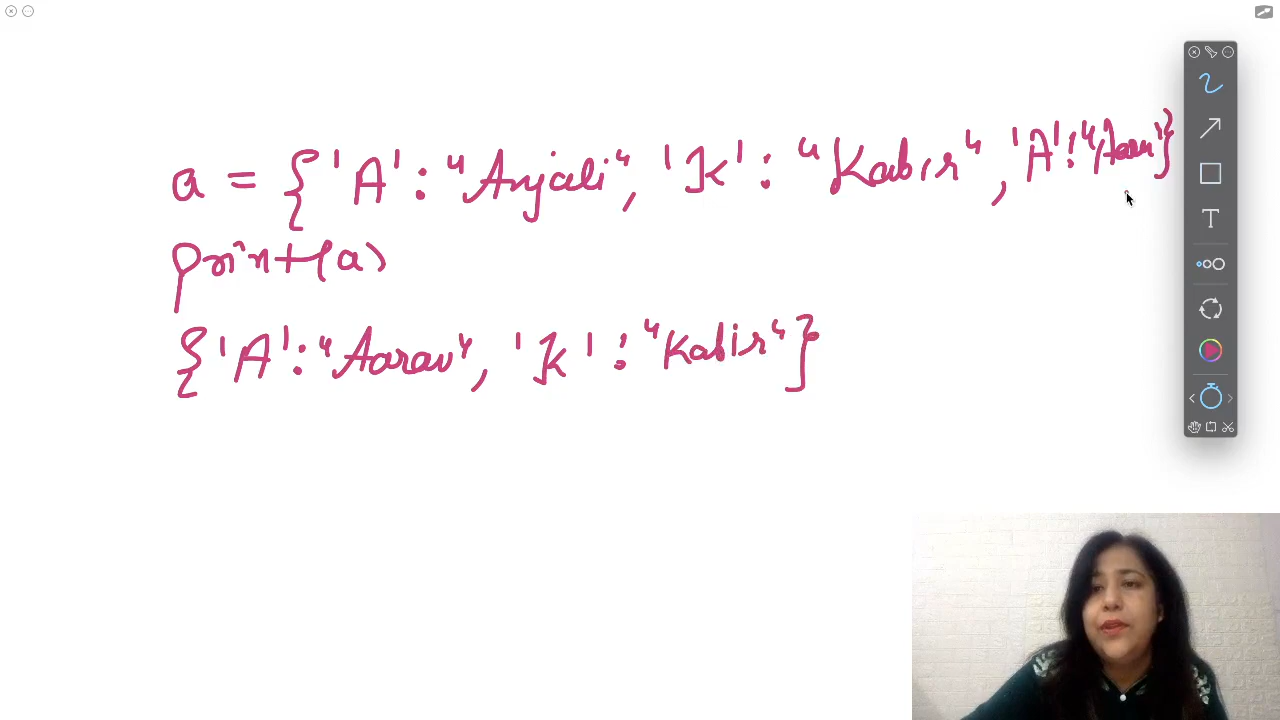 a = {'A': "Anjali", 'K': "Kabir", 'A': "Aarav"}
print(a)
{'A': "Aarav", 'K': "Kabir"}
T